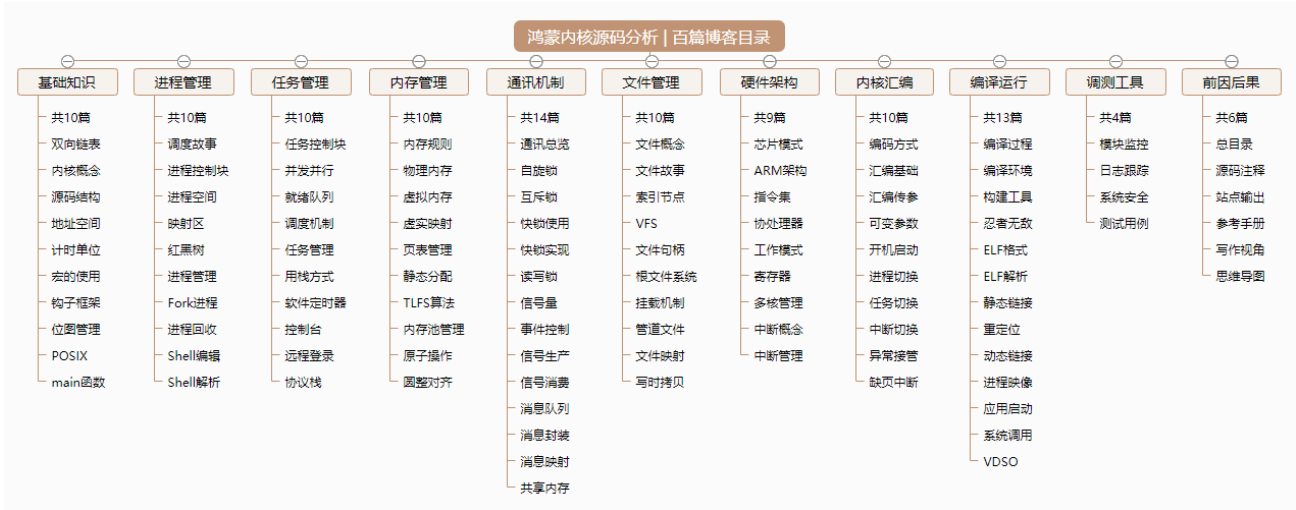 鸿蒙内核源码分析 | 百篇博客目录
基础知识
共10篇
双向链表
内核概念
源码结构
地址空间
计时单位
宏的使用
钩子框架
位图管理
POSIX
main函数
进程管理
共10篇
调度故事
进程控制块
进程空间
映射区
红黑树
进程管理
Fork进程
进程回收
Shell编辑
Shell解析
任务管理
共10篇
任务控制块
并发并行
就绪队列
调度机制
任务管理
用栈方式
软件定时器
控制台
远程登录
协议栈
内存管理
共10篇
内存规则
物理内存
虚拟内存
虚实映射
页表管理
静态分配
TLFS算法
内存池管理
原子操作
圆整对齐
通讯机制
共14篇
通讯总览
自旋锁
互斥锁
快锁使用
快锁实现
读写锁
信号量
事件控制
信号生产
信号消费
消息队列
消息封装
消息映射
共享内存
文件管理
共10篇
文件概念
文件故事
索引节点
VFS
文件句柄
根文件系统
挂载机制
管道文件
文件映射
写时拷贝
硬件架构
共9篇
芯片模式
ARM架构
指令集
协处理器
工作模式
寄存器
多核管理
中断概念
中断管理
内核汇编
共10篇
编码方式
汇编基础
汇编传参
可变参数
开机启动
进程切换
任务切换
中断切换
异常接管
缺页中断
编译运行
共13篇
编译过程
编译环境
构建工具
忍者无敌
ELF格式
ELF解析
静态链接
重定位
动态链接
进程映像
应用启动
系统调用
VDSO
调测工具
共4篇
模块监控
日志跟踪
系统安全
测试用例
前因后果
共6篇
总目录
源码注释
站点输出
参考手册
写作视角
思维导图